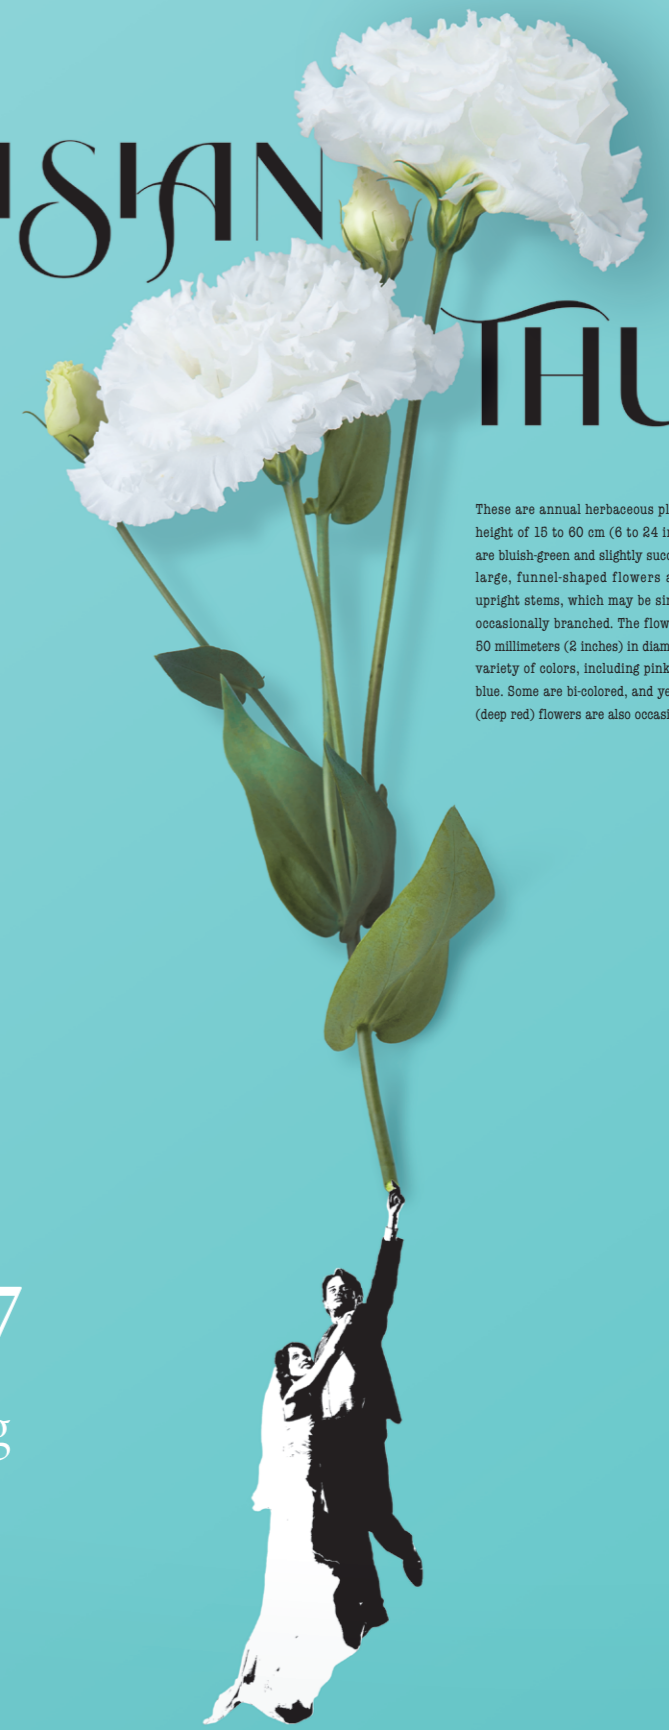 ISIAN
THU
These are annual herbaceous pl
height of 15 to 60 cm (6 to 24 in
are bluish-green and slightly succ
large, funnel-shaped flowers a
upright stems, which may be sin
occasionally branched. The flow
50 millimeters (2 inches) in diam
variety of colors, including pink
blue. Some are bi-colored, and ye
(deep red) flowers are also occasi
7
g